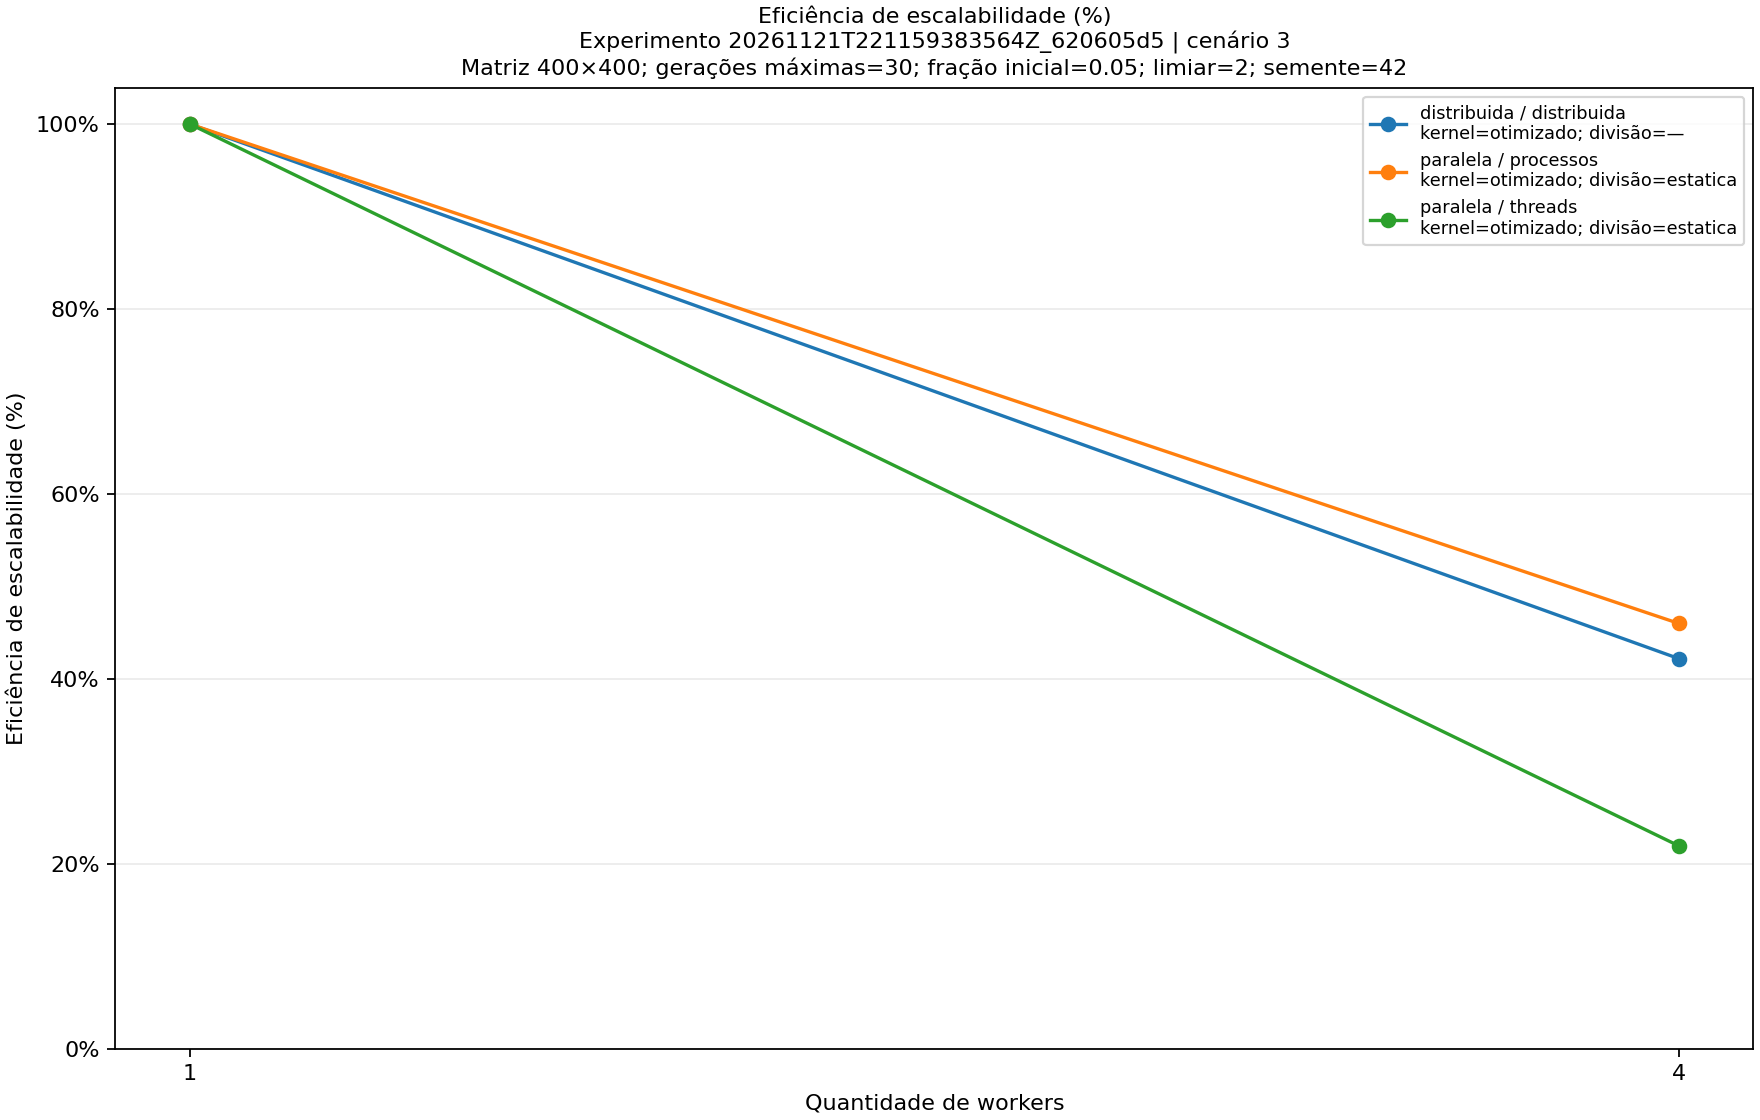 Eficiência de escalabilidade (%)
Experimento 20261121T221159383564Z_620605d5 | cenário 3
Matriz 400×400; gerações máximas=30; fração inicial=0.05; limiar=2; semente=42
distribuida / distribuida
kernel=otimizado; divisão=—
paralela / processos
kernel=otimizado; divisão=estatica
paralela / threads
kernel=otimizado; divisão=estatica
Eficiência de escalabilidade (%)
100%
80%
60%
40%
20%
0%
1
4
Quantidade de workers